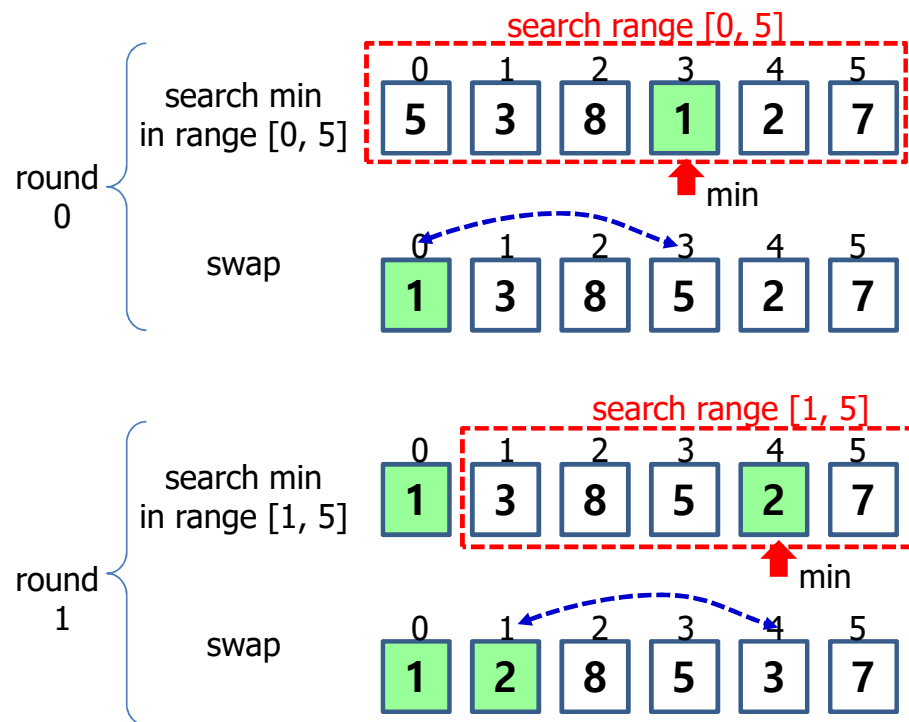 search range [0, 5]
0 1 2 3 4 5
search min
in range [0, 5]
5 3 8 1 2 7
min
round
0
0 1 2 3 4 5
swap
1 3 8 5 2 7
search range [1, 5]
0 1 2 3 4 5
search min
in range [1, 5]
1 3 8 5 2 7
min
round
1
0 1 2 3 4 5
swap
1 2 8 5 3 7